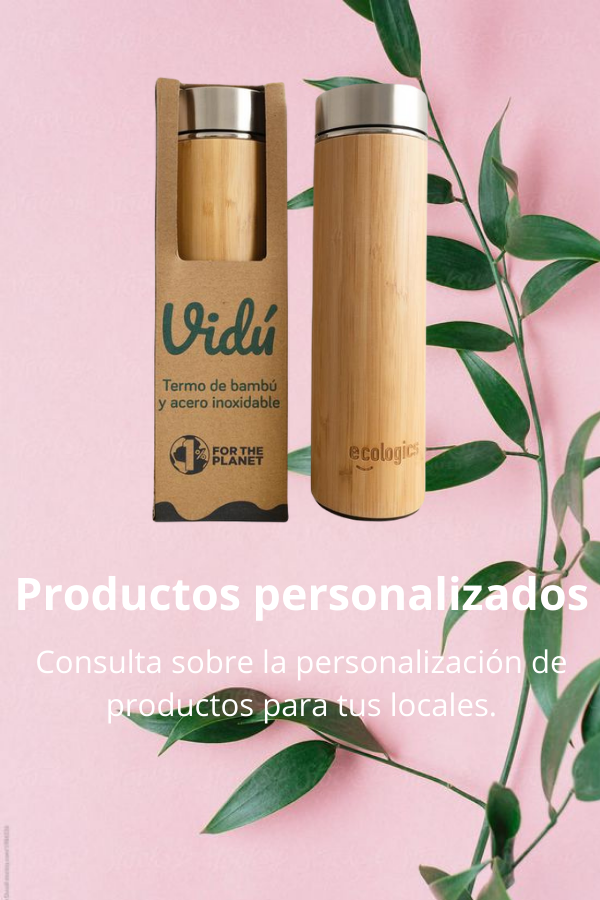 Vidú
Termo de bambú
y acero inoxidable
1%
FOR THE
PLANET
ecologics
Productos personalizados
Consulta sobre la personalización de
productos para tus locales.